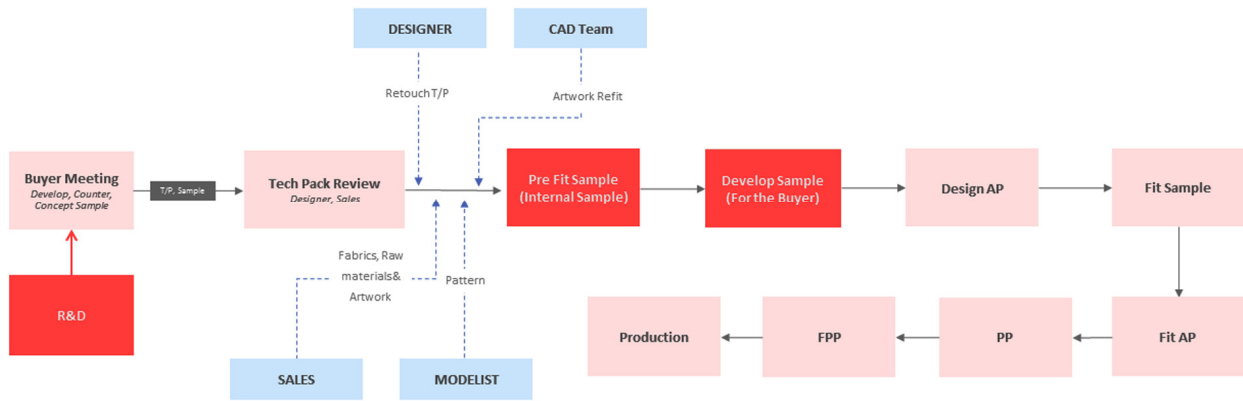 DESIGNER
CAD Team
Retouch T/P
Artwork Refit
Buyer Meeting
Develop, Counter,
Concept Sample
T/P, Sample
Tech Pack Review
Designer, Sales
Pre Fit Sample
(Internal Sample)
Develop Sample
(For the Buyer)
Design AP
Fit Sample
R&D
Fabrics, Raw
materials&
Artwork
Pattern
Production
FPP
PP
Fit AP
SALES
MODELIST